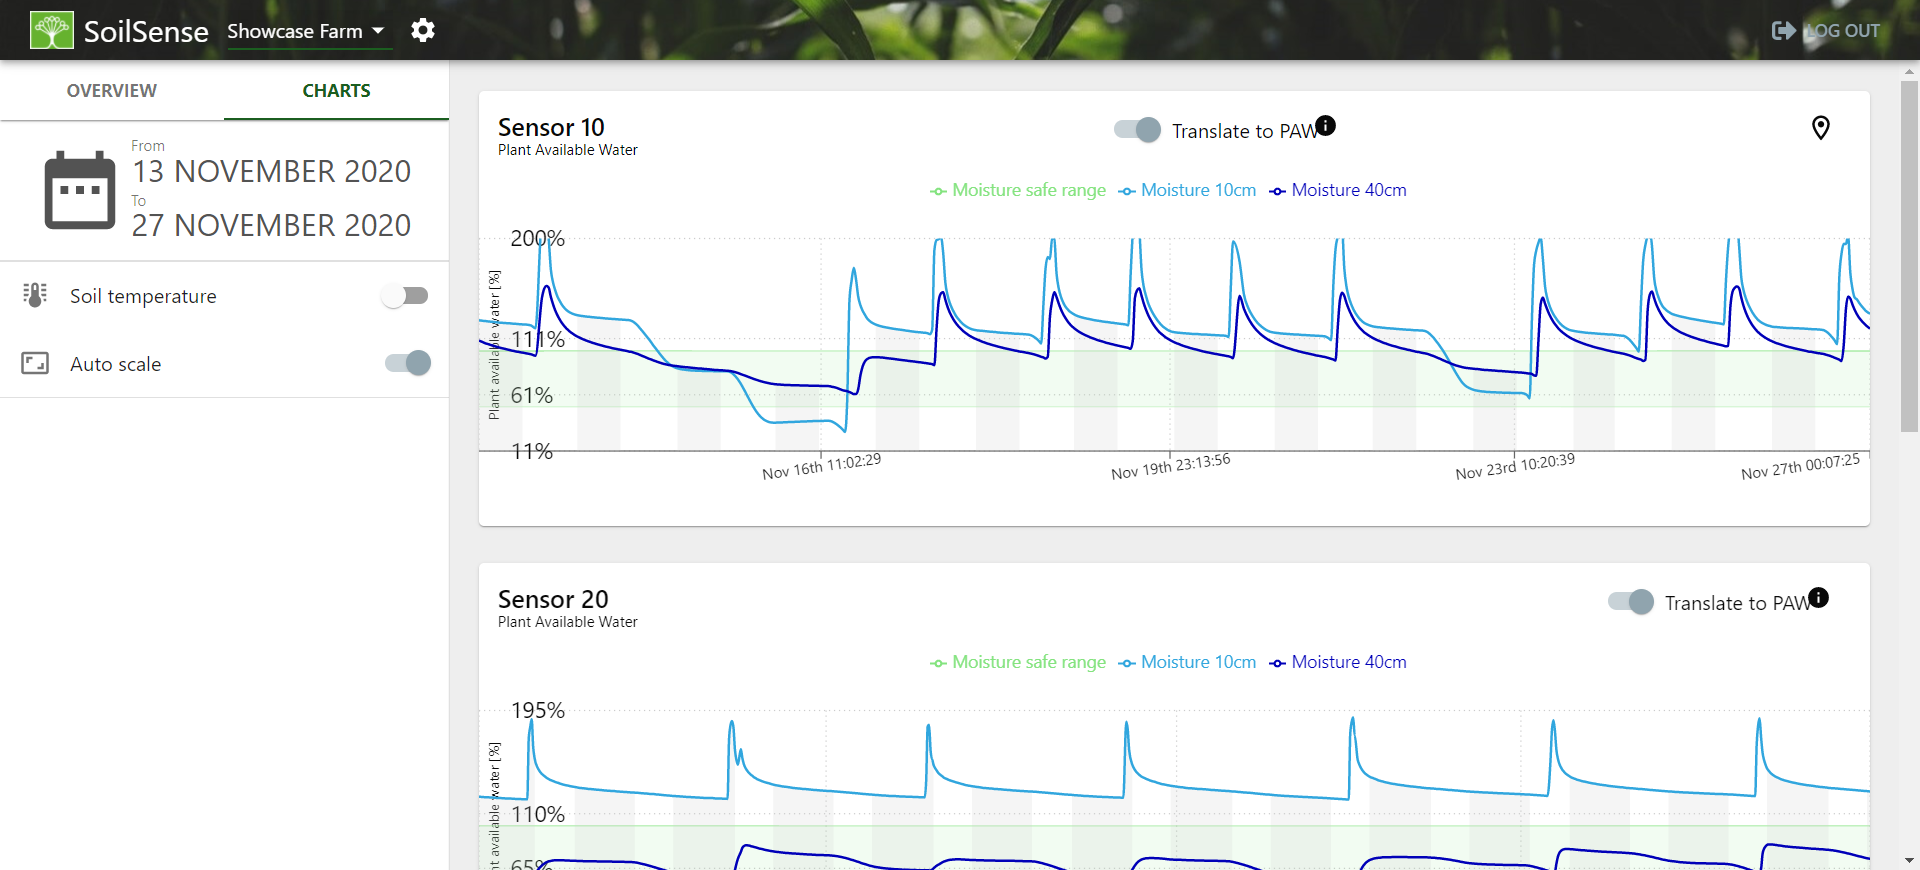 SoilSense
Showcase Farm
LOG OUT
OVERVIEW
CHARTS
From
13 NOVEMBER 2020
To
27 NOVEMBER 2020
Soil temperature
Auto scale
Sensor 10
Plant Available Water
Translate to PAW
Moisture safe range
Moisture 10cm
Moisture 40cm
Plant available water [%]
200%
111%
61%
11%
Nov 16th 11:02:29
Nov 19th 23:13:56
Nov 23rd 10:20:39
Nov 27th 00:07:25
Sensor 20
Plant Available Water
Translate to PAW
Moisture safe range
Moisture 10cm
Moisture 40cm
nt available water [%]
195%
110%
65%